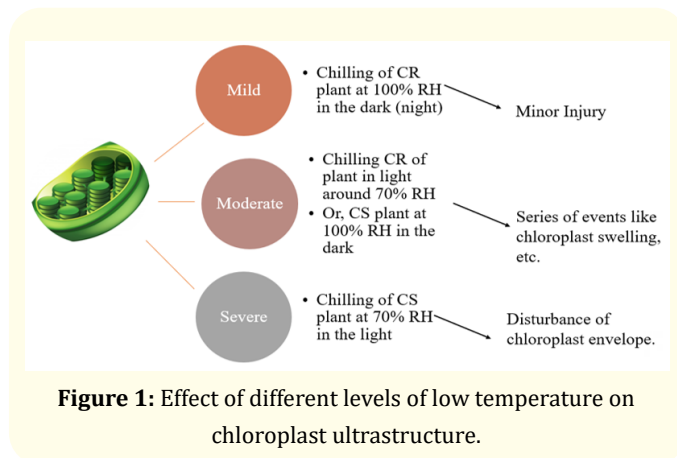 Mild
• Chilling of CR
plant at 100% RH
in the dark (night)
Minor Injury
Moderate
• Chilling CR of
plant in light
around 70% RH
• Or, CS plant at
100% RH in the
dark
Series of events like
chloroplast swelling,
etc.
Severe
• Chilling of CS
plant at 70% RH
in the light
Disturbance of
chloroplast envelope.
Figure 1: Effect of different levels of low temperature on
chloroplast ultrastructure.